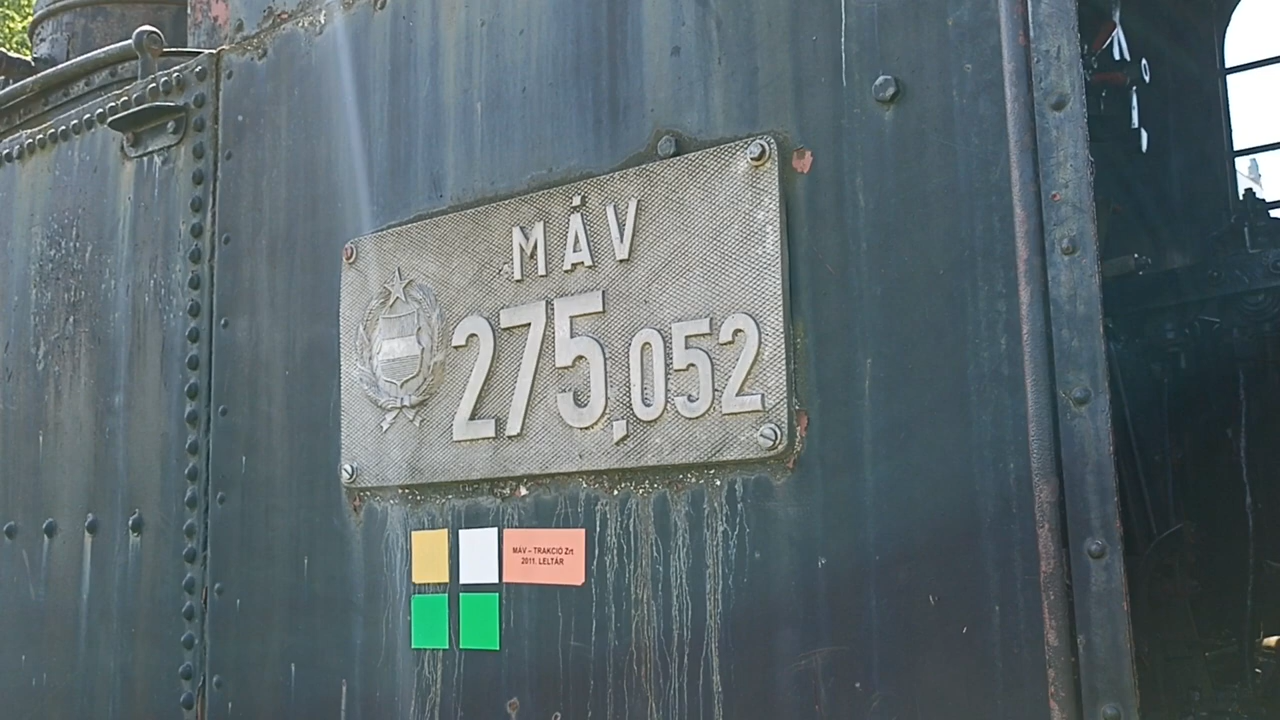 MÁV
275,052
MÁV – TRAKCIÓ Zrt
2011. LELTÁR